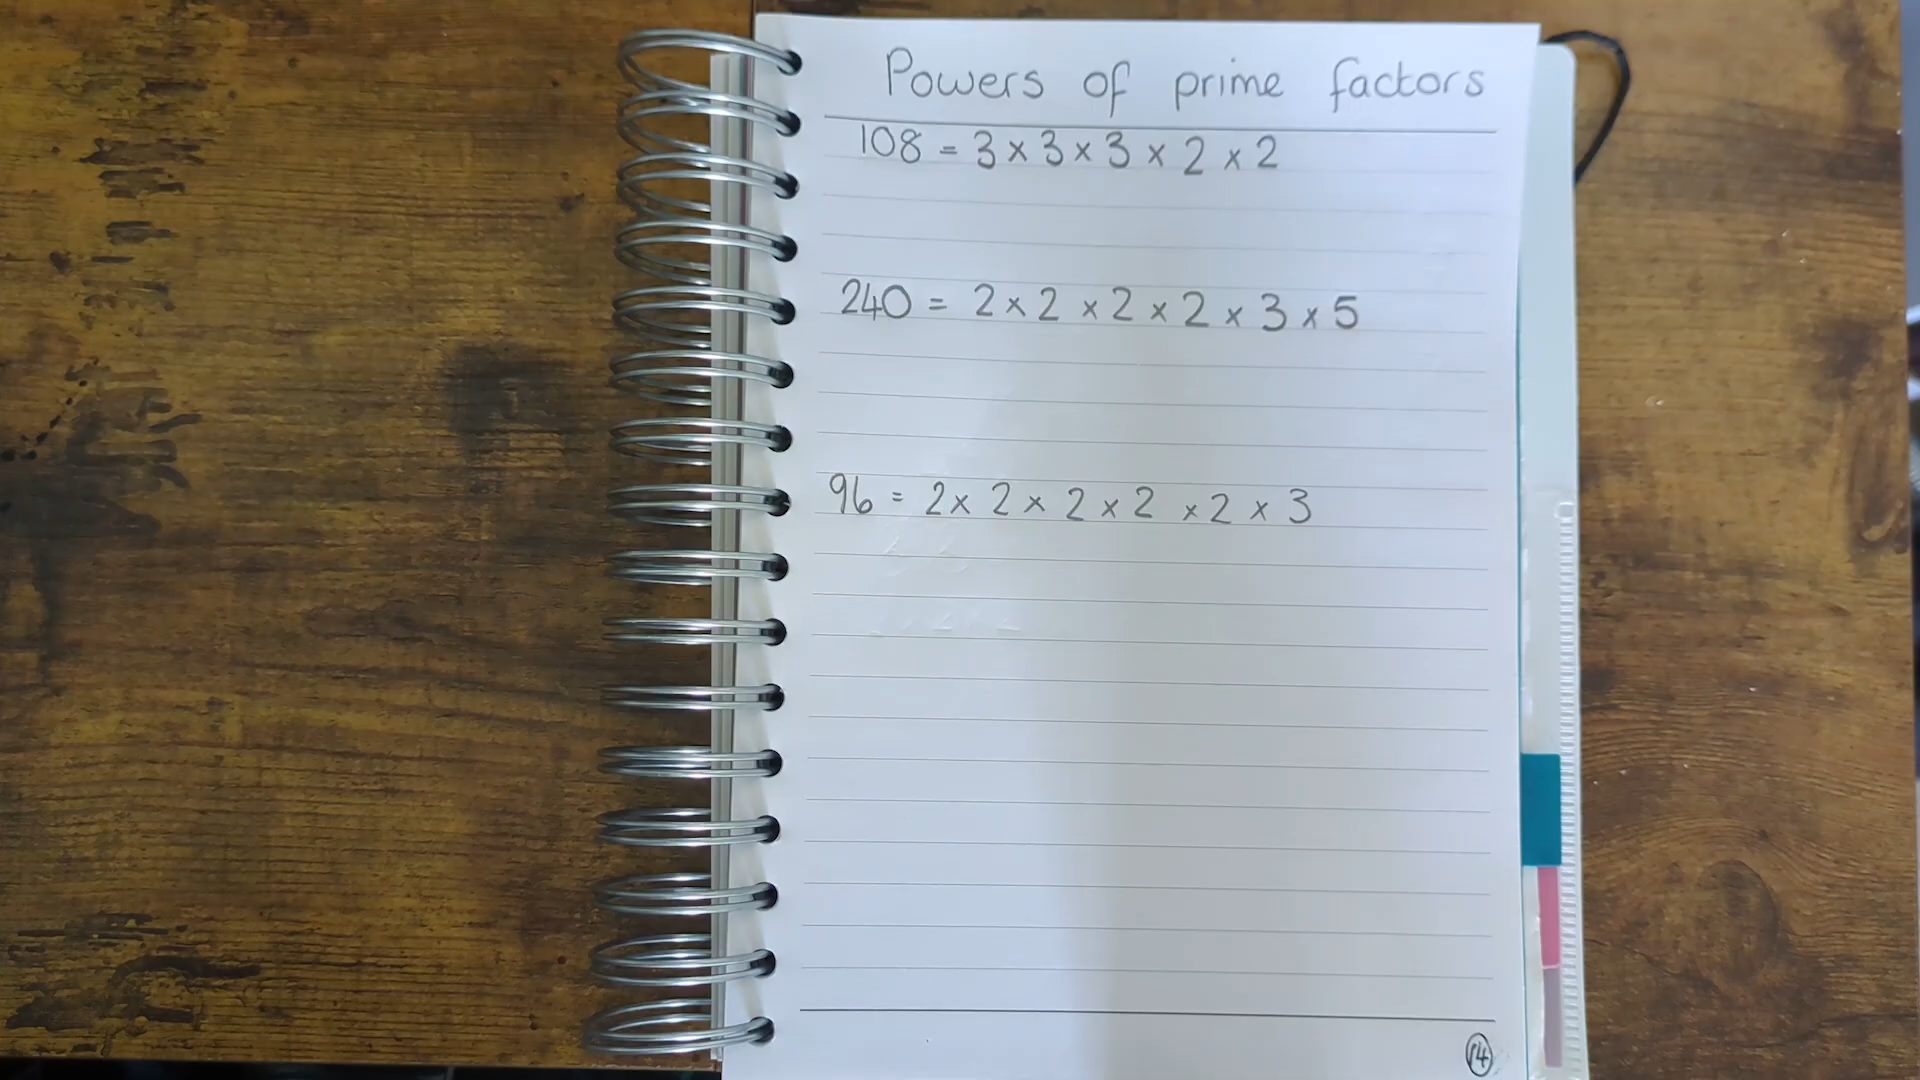 Powers of prime factors
108 = 3 × 3 × 3 × 2 × 2
240 = 2 × 2 × 2 × 2 × 3 × 5
96 = 2 × 2 × 2 × 2 × 2 × 3
14